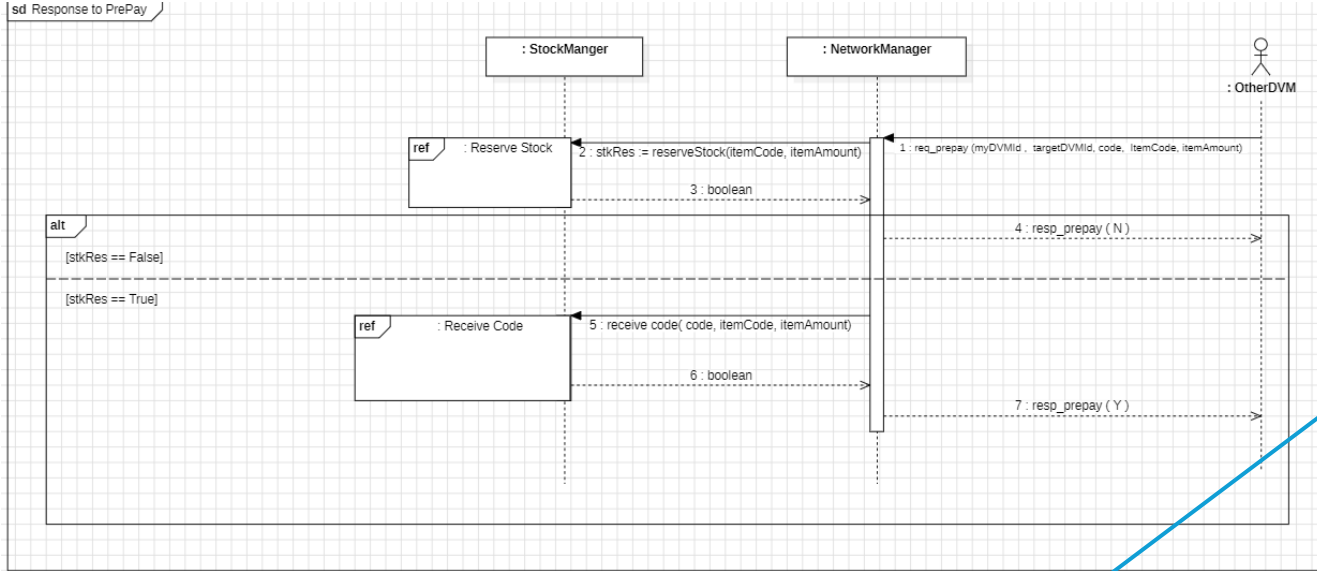 sd Response to PrePay
: StockManger
: NetworkManager
: OtherDVM
ref : Reserve Stock
2 : stkRes := reserveStock(itemCode, itemAmount)
1 : req_prepay (myDVMId , targetDVMId, code, ItemCode, itemAmount)
3 : boolean
alt
4 : resp_prepay ( N )
[stkRes == False]
[stkRes == True]
ref : Receive Code
5 : receive code( code, itemCode, itemAmount)
6 : boolean
7 : resp_prepay ( Y )